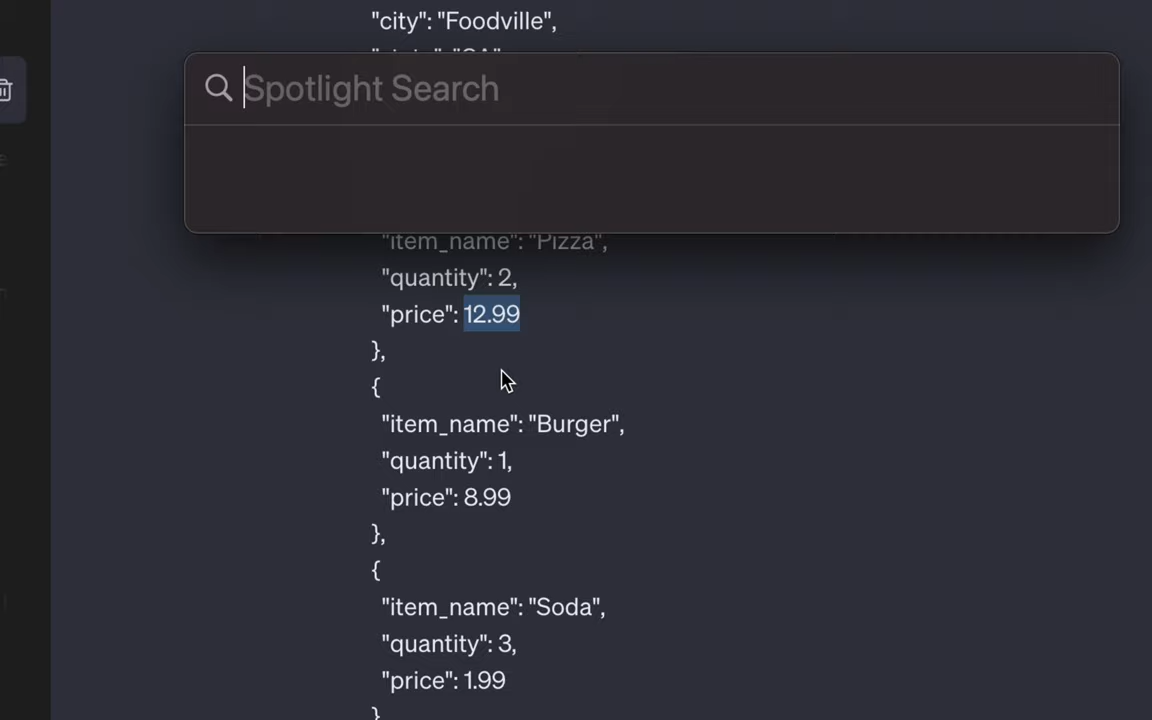 "city": "Foodville",
Spotlight Search
"item_name": "Pizza",
"quantity": 2,
"price": 12.99
},
{
"item_name": "Burger",
"quantity": 1,
"price": 8.99
},
{
"item_name": "Soda",
"quantity": 3,
"price": 1.99
}